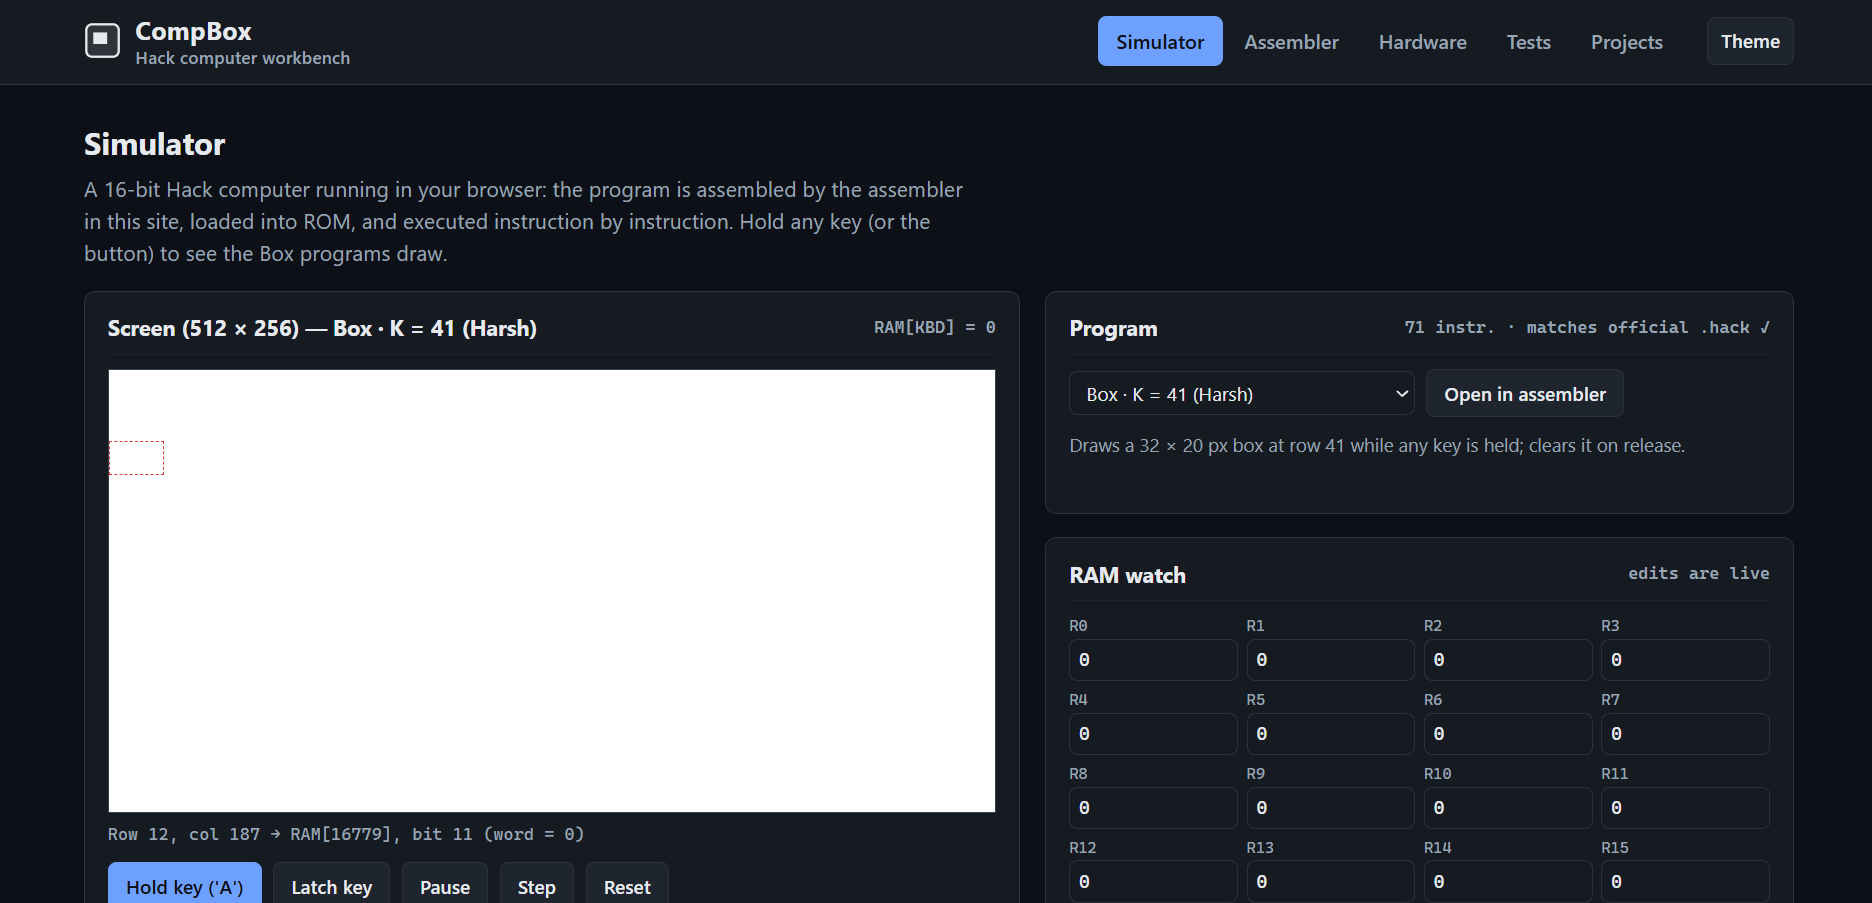 CompBox
Hack computer workbench
Simulator
Assembler
Hardware
Tests
Projects
Theme
Simulator
A 16-bit Hack computer running in your browser: the program is assembled by the assembler
in this site, loaded into ROM, and executed instruction by instruction. Hold any key (or the
button) to see the Box programs draw.
Screen (512 × 256) — Box · K = 41 (Harsh)
RAM[KBD] = 0
Row 12, col 187 → RAM[16779], bit 11 (word = 0)
Hold key ('A')
Latch key
Pause
Step
Reset
Program
71 instr. · matches official .hack ✓
Box · K = 41 (Harsh)
Open in assembler
Draws a 32 × 20 px box at row 41 while any key is held; clears it on release.
RAM watch
edits are live
R0 R1 R2 R3
0 0 0 0
R4 R5 R6 R7
0 0 0 0
R8 R9 R10 R11
0 0 0 0
R12 R13 R14 R15
0 0 0 0